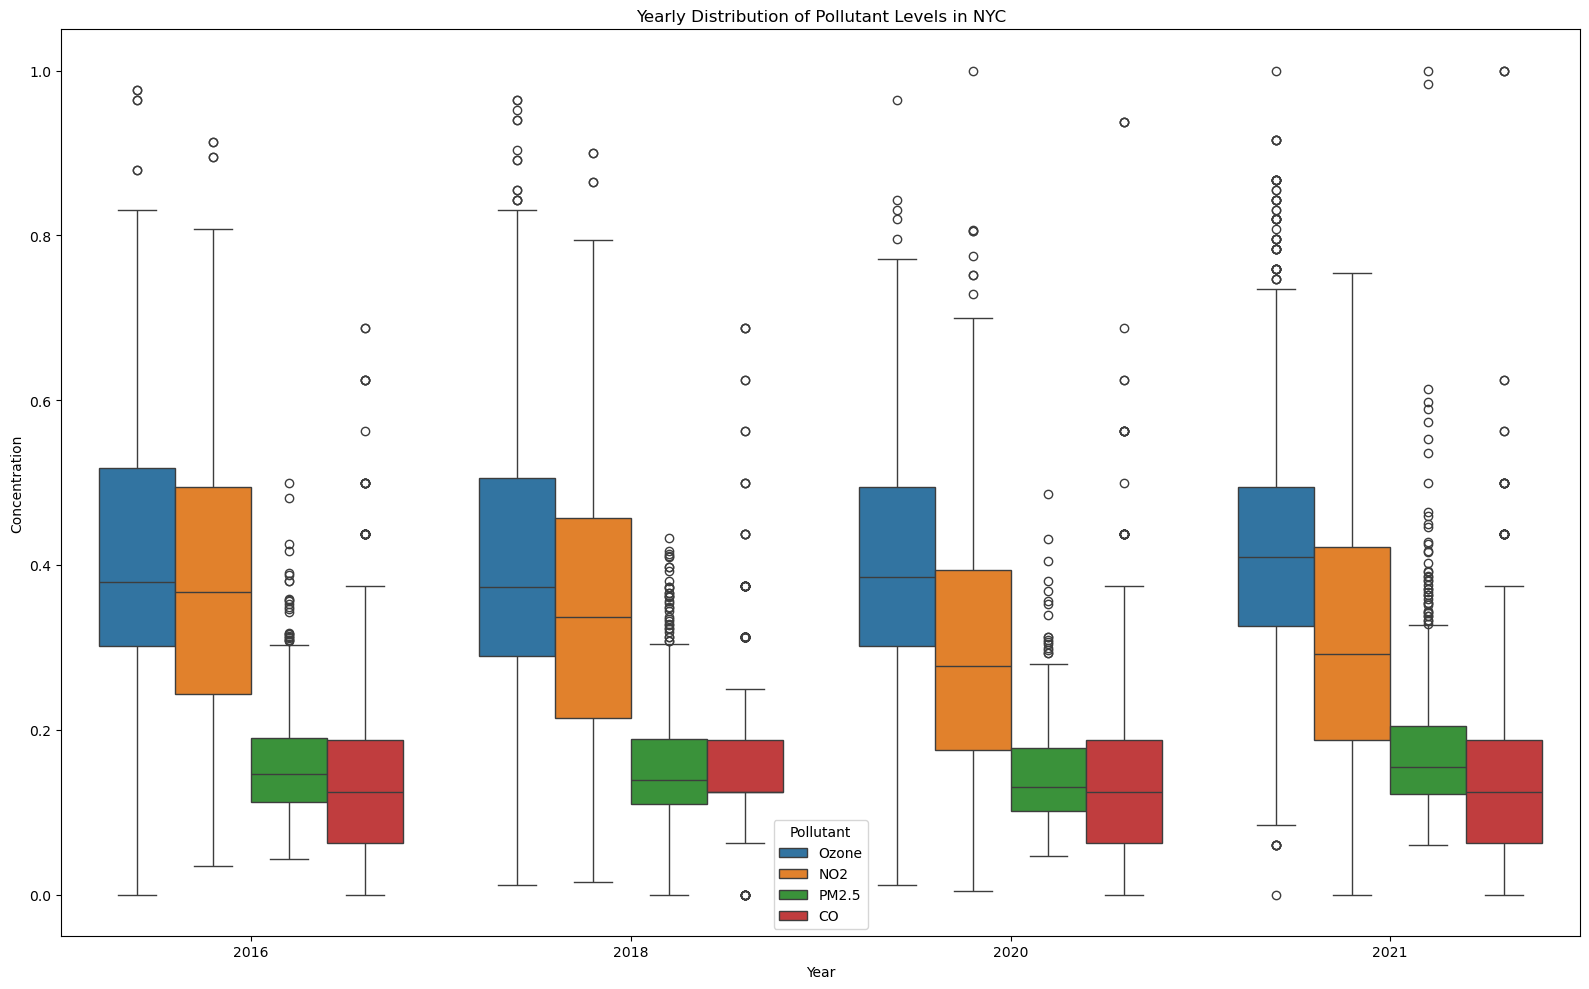 Yearly Distribution of Pollutant Levels in NYC
Concentration
1.0
0.8
0.6
0.4
0.2
0.0
Pollutant
Ozone
NO2
PM2.5
CO
2016 2018 2020 2021
Year